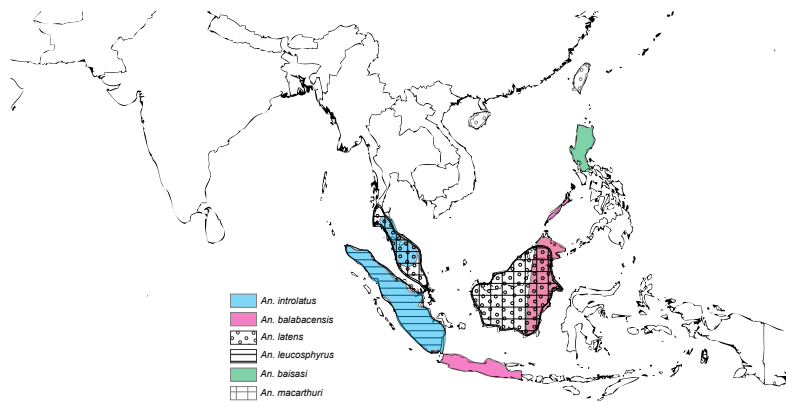 An. introlatus
An. balabacensis
An. latens
An. leucosphyrus
An. baisasi
An. macarthuri